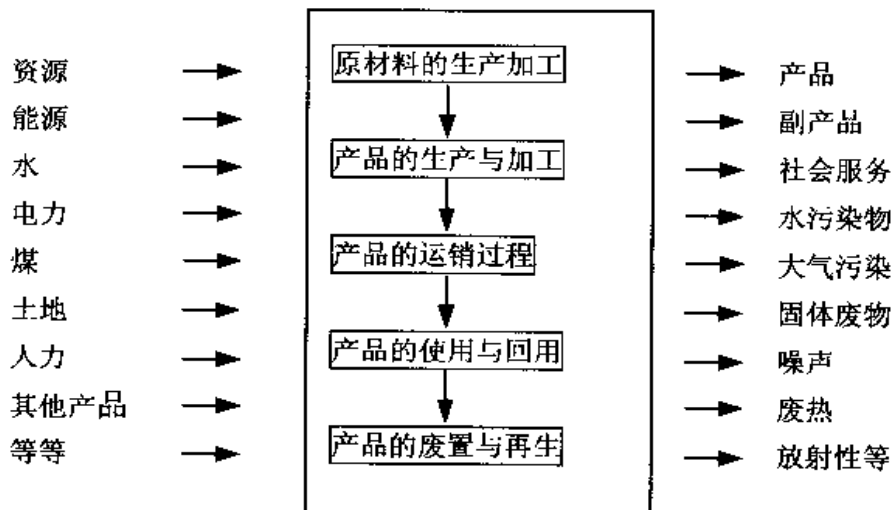 资源
能源
水
电力
煤
土地
人力
其他产品
等等
原材料的生产加工
产品的生产与加工
产品的运销过程
产品的使用与回用
产品的废置与再生
产品
副产品
社会服务
水污染物
大气污染
固体废物
噪声
废热
放射性等